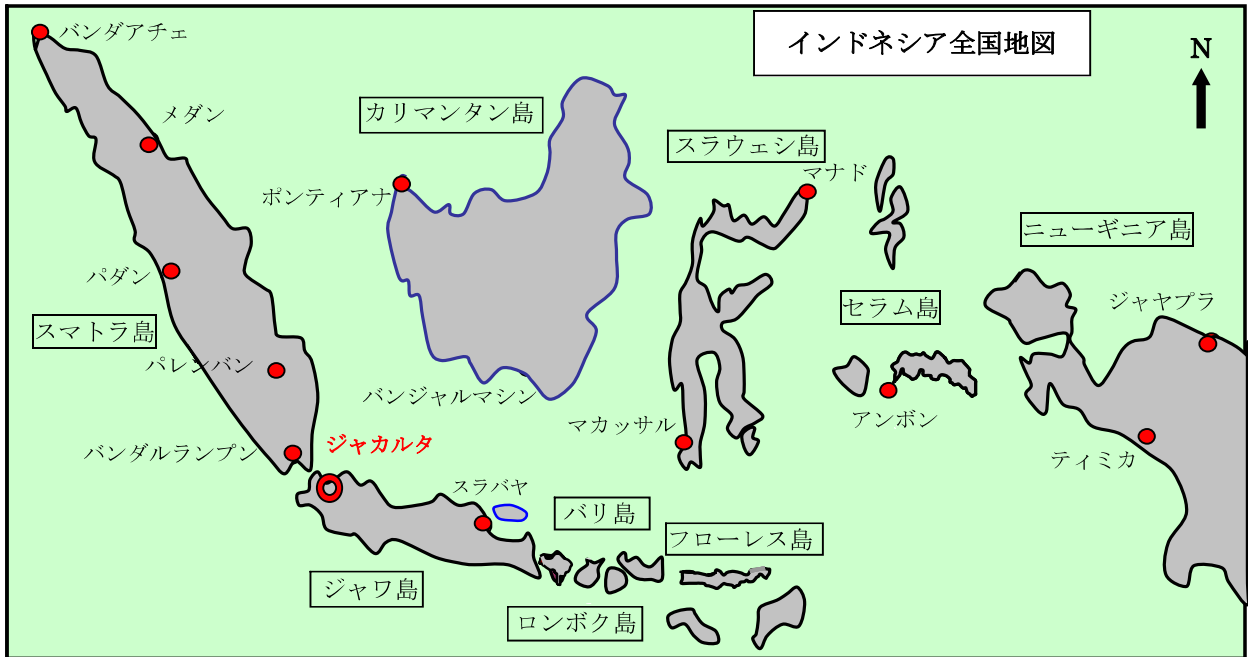 インドネシア全国地図
N
バンダアチェ
メダン
カリマンタン島
スラウェシ島
マナド
ポンティアナ
ニューギニア島
パダン
セラム島
ジャヤプラ
スマトラ島
パレンバン
バンジャルマシン
マカッサル
アンボン
ティミカ
バンダルランプン
ジャカルタ
スラバヤ
バリ島
フローレス島
ジャワ島
ロンボク島